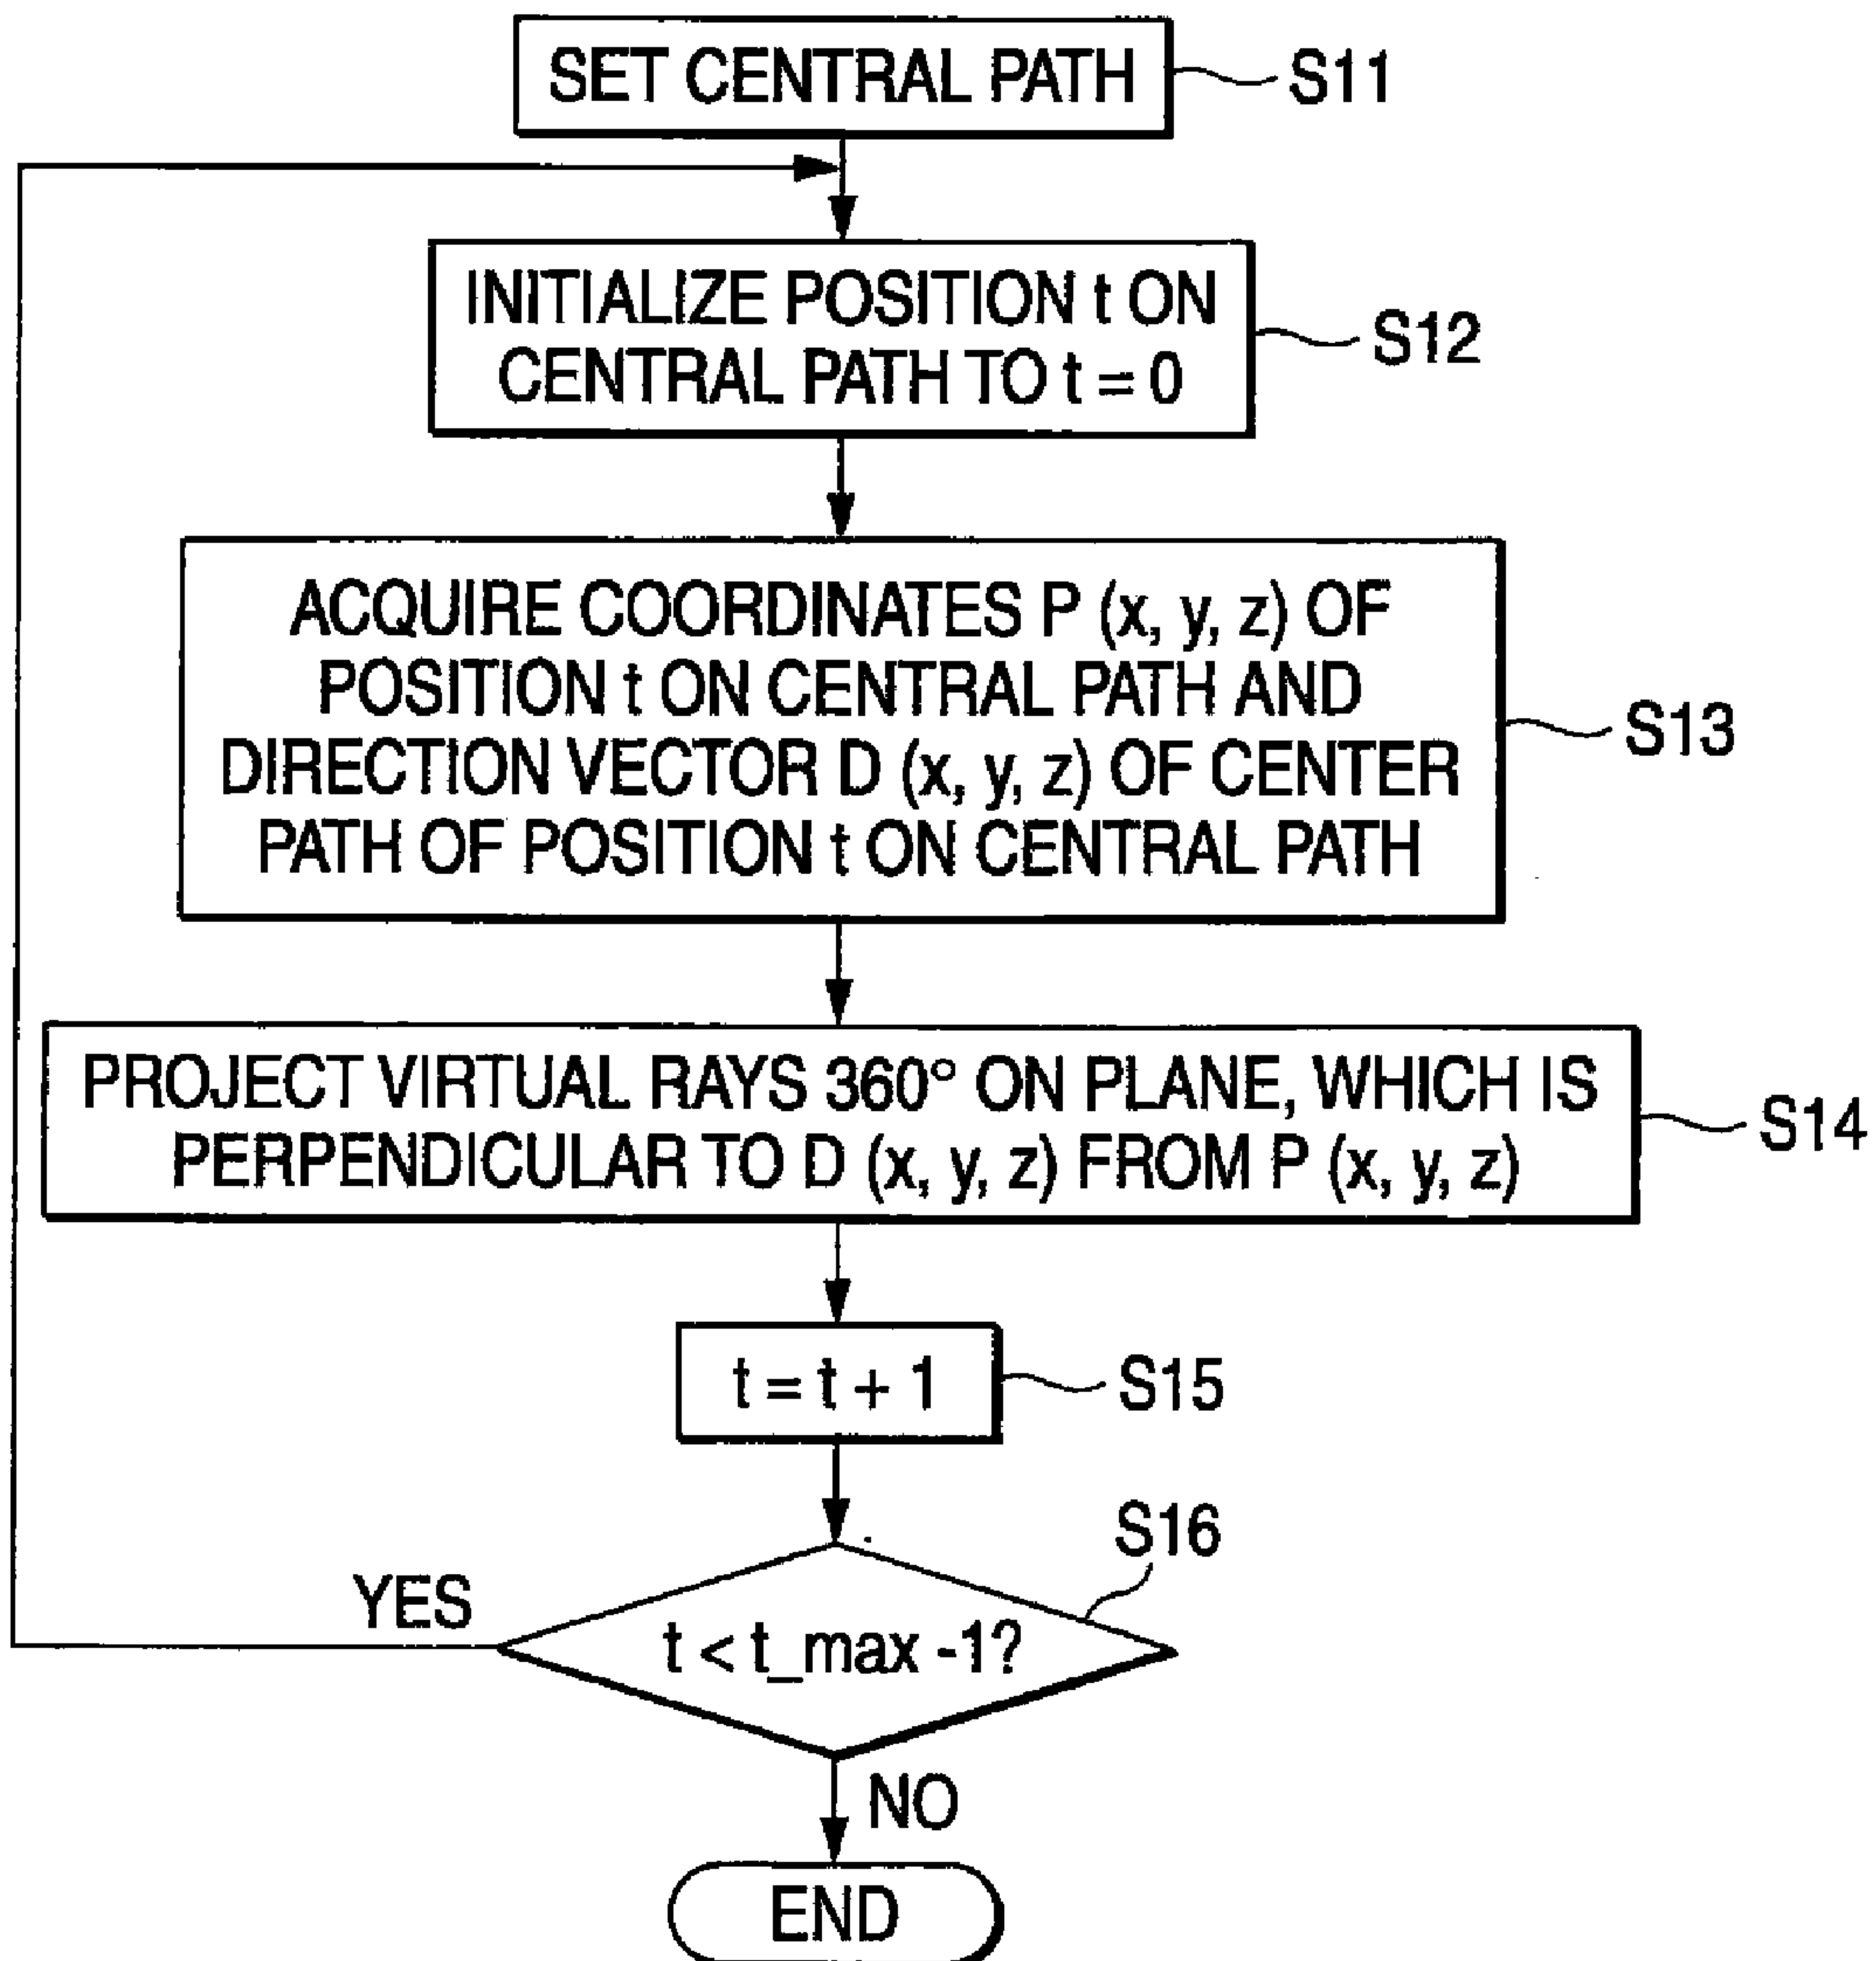 SET CENTRAL PATH
S11
INITIALIZE POSITION t ON
CENTRAL PATH TO t = 0
S12
ACQUIRE COORDINATES P (x, y, z) OF
POSITION t ON CENTRAL PATH AND
DIRECTION VECTOR D (x, y, z) OF CENTER
PATH OF POSITION t ON CENTRAL PATH
S13
PROJECT VIRTUAL RAYS 360° ON PLANE, WHICH IS
PERPENDICULAR TO D (x, y, z) FROM P (x, y, z)
S14
t = t + 1
S15
S16
YES
t < t_max -1?
NO
END